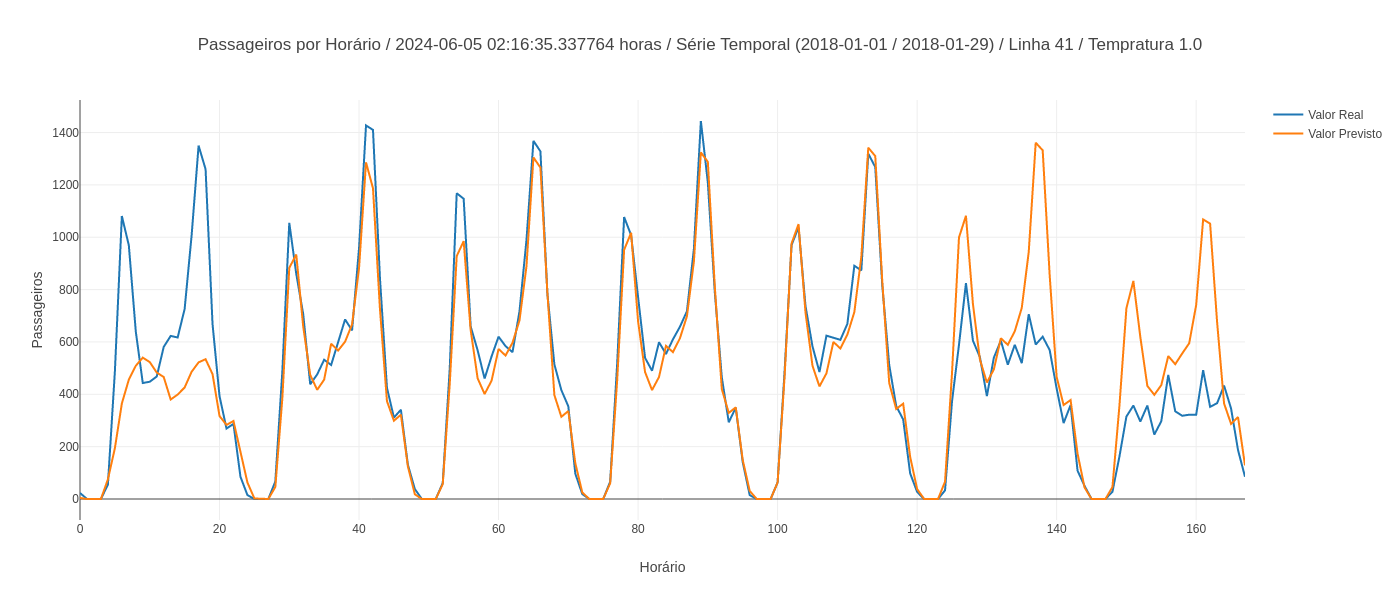 Passageiros por Horário / 2024-06-05 02:16:35.337764 horas / Série Temporal (2018-01-01 / 2018-01-29) / Linha 41 / Tempratura 1.0
Valor Real
Valor Previsto
Passageiros
1400
1200
1000
800
600
400
200
0
0 20 40 60 80 100 120 140 160
Horário